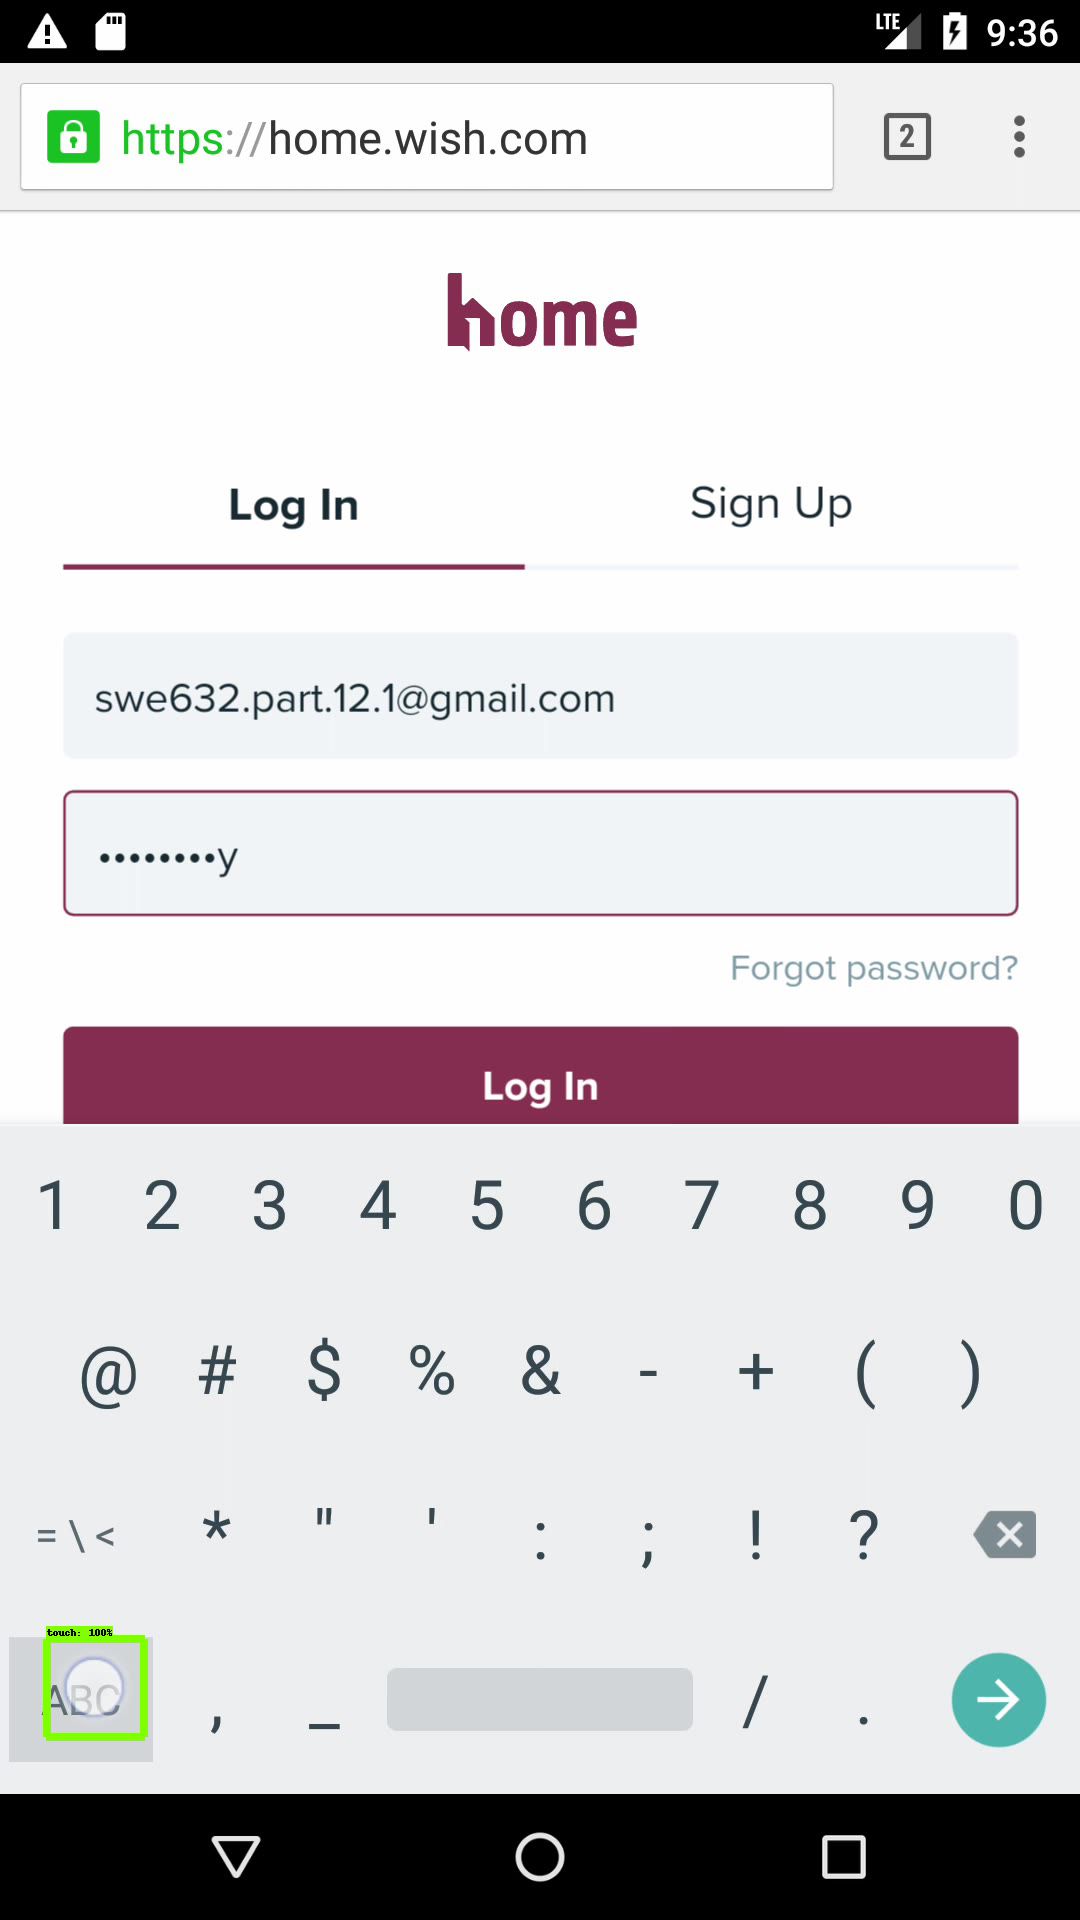 LTE 9:36
https://home.wish.com 2
home
Log In Sign Up
swe632.part.12.1@gmail.com
••••••••y
Forgot password?
Log In
1 2 3 4 5 6 7 8 9 0
@ # $ % & - + ( )
= \ < * " ' : ; ! ?
touch: 100%
ABC , _ / .